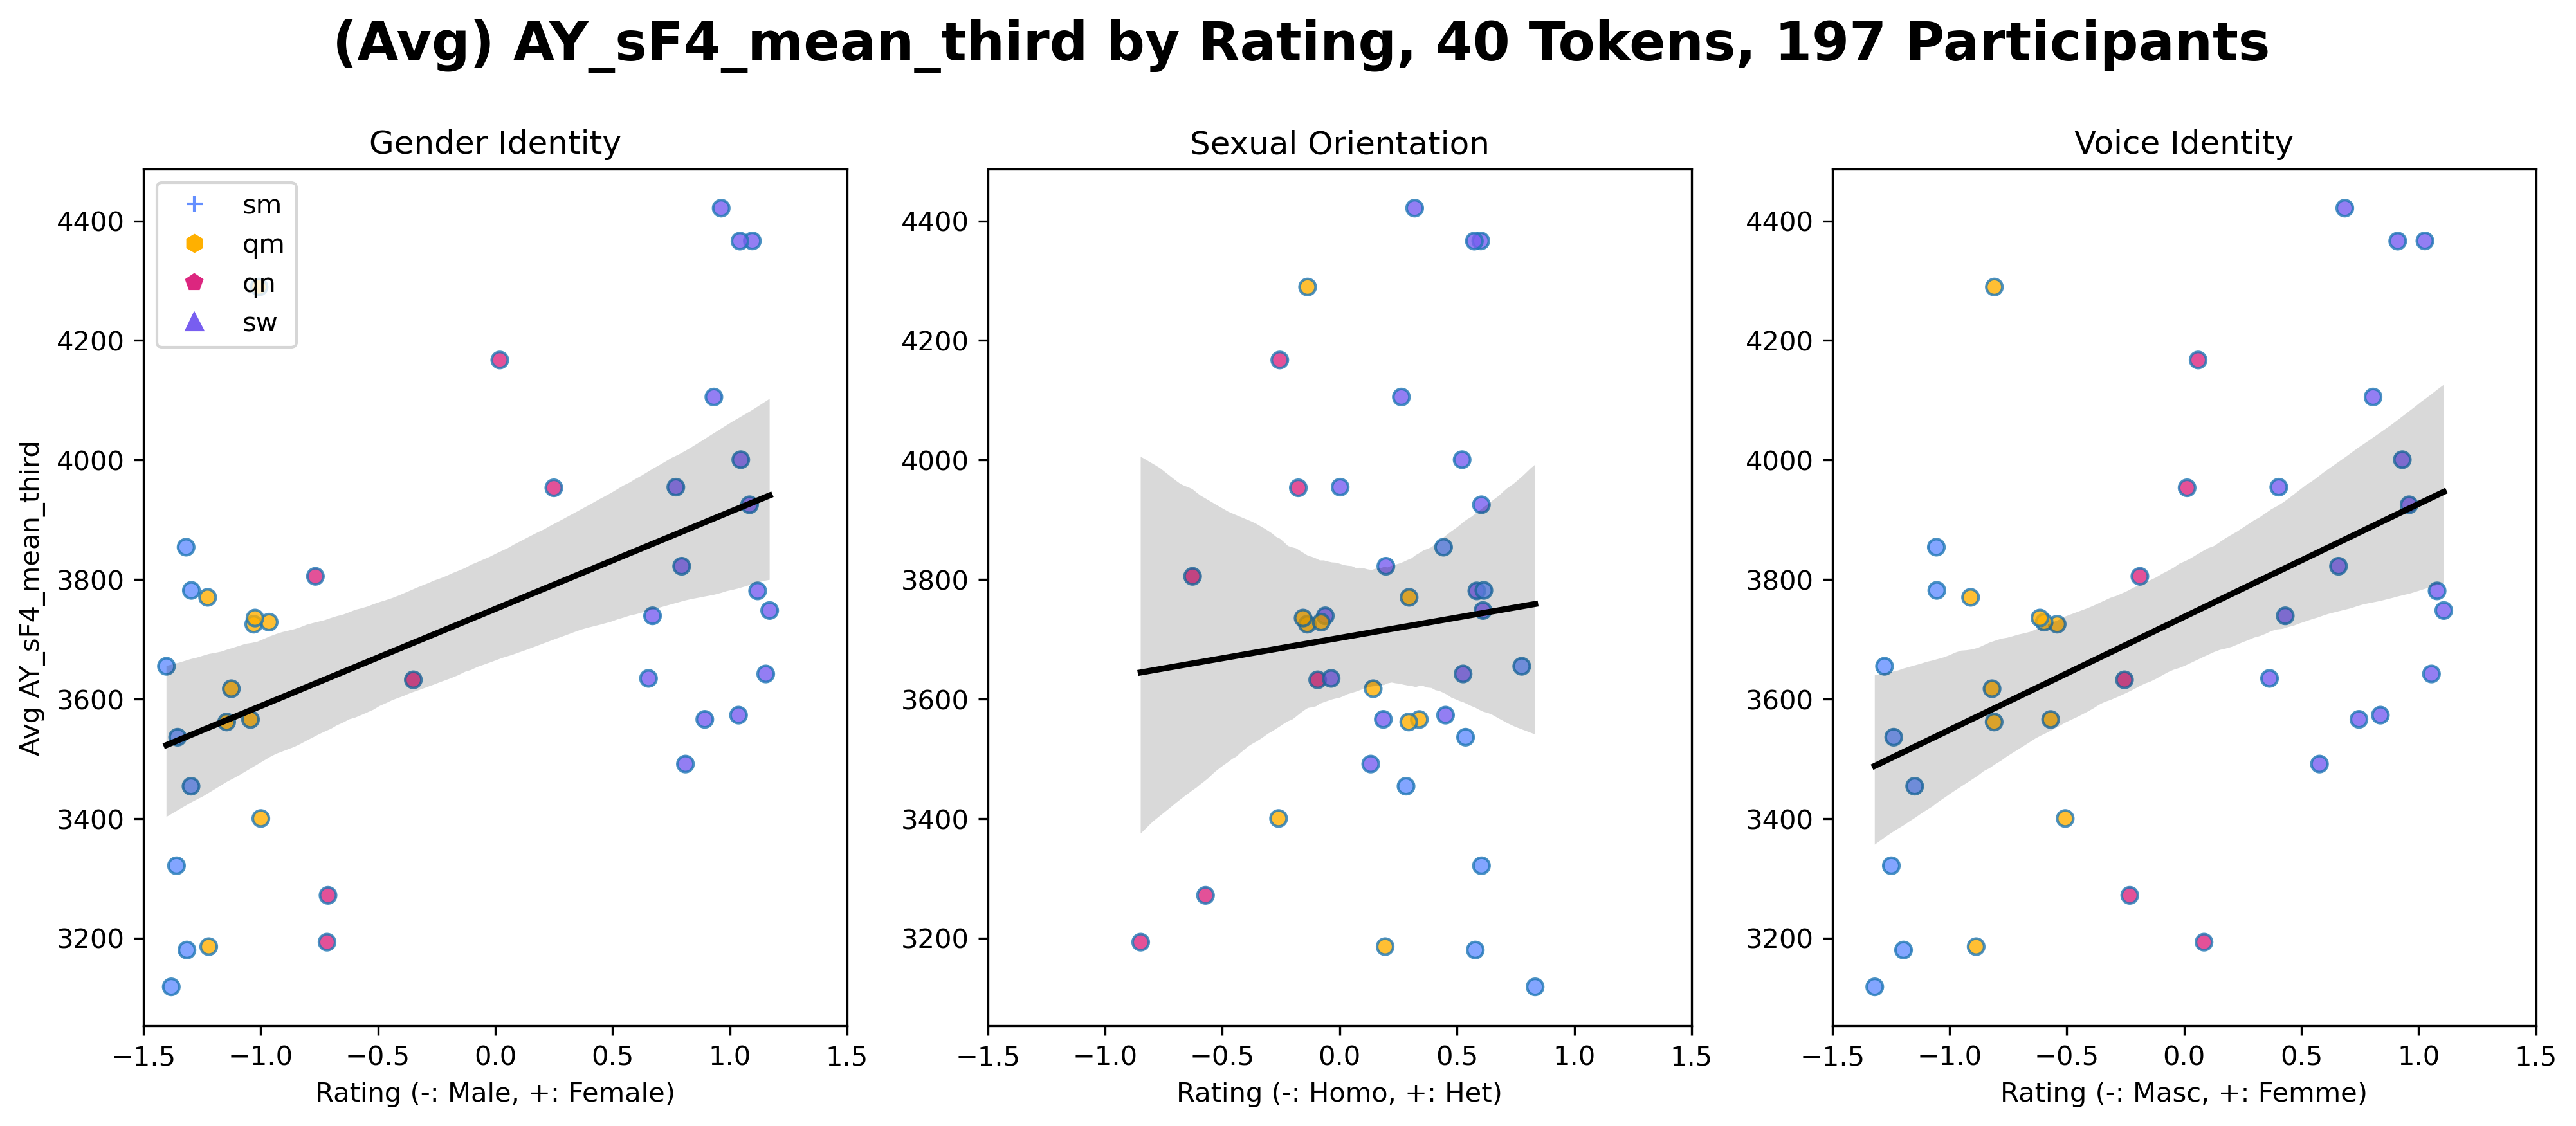 (Avg) AY_sF4_mean_third by Rating, 40 Tokens, 197 Participants
Gender Identity
Sexual Orientation
Voice Identity
sm
qm
qn
sw
Avg AY_sF4_mean_third
4400
4200
4000
3800
3600
3400
3200
−1.5 −1.0 −0.5 0.0 0.5 1.0 1.5
Rating (-: Male, +: Female)
4400
4200
4000
3800
3600
3400
3200
−1.5 −1.0 −0.5 0.0 0.5 1.0 1.5
Rating (-: Homo, +: Het)
4400
4200
4000
3800
3600
3400
3200
−1.5 −1.0 −0.5 0.0 0.5 1.0 1.5
Rating (-: Masc, +: Femme)